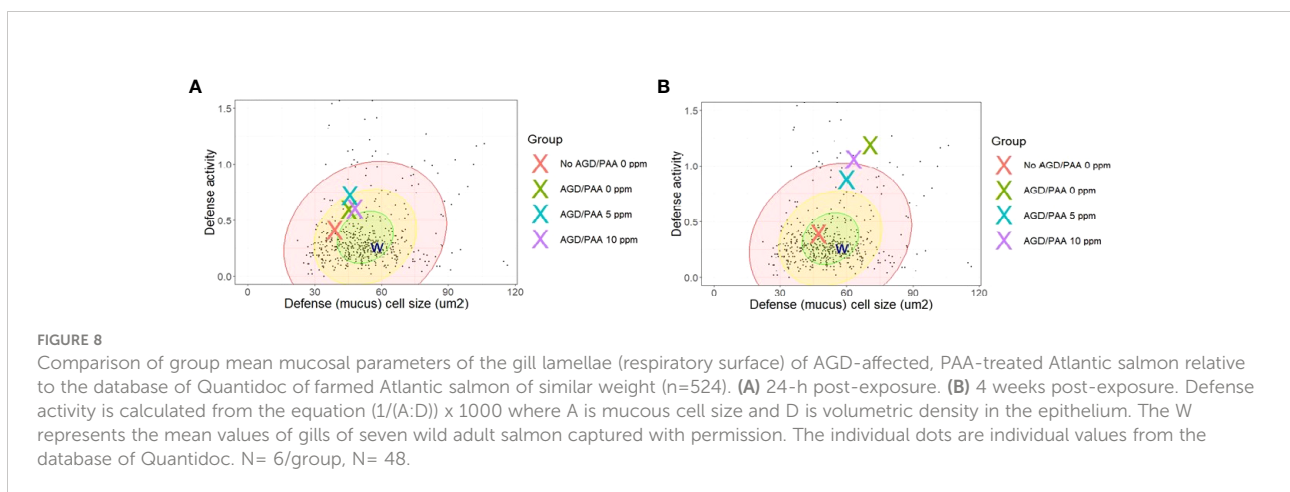 A
Defense activity
1.5
1.0
0.5
0.0
W
0
30
60
90
120
Defense (mucus) cell size (um2)
Group
No AGD/PAA 0 ppm
AGD/PAA 0 ppm
AGD/PAA 5 ppm
AGD/PAA 10 ppm
B
Defense activity
1.5
1.0
0.5
0.0
W
0
30
60
90
120
Defense (mucus) cell size (um2)
Group
No AGD/PAA 0 ppm
AGD/PAA 0 ppm
AGD/PAA 5 ppm
AGD/PAA 10 ppm
FIGURE 8
Comparison of group mean mucosal parameters of the gill lamellae (respiratory surface) of AGD-affected, PAA-treated Atlantic salmon relative
to the database of Quantidoc of farmed Atlantic salmon of similar weight (n=524). (A) 24-h post-exposure. (B) 4 weeks post-exposure. Defense
activity is calculated from the equation (1/(A:D)) x 1000 where A is mucous cell size and D is volumetric density in the epithelium. The W
represents the mean values of gills of seven wild adult salmon captured with permission. The individual dots are individual values from the
database of Quantidoc. N= 6/group, N= 48.